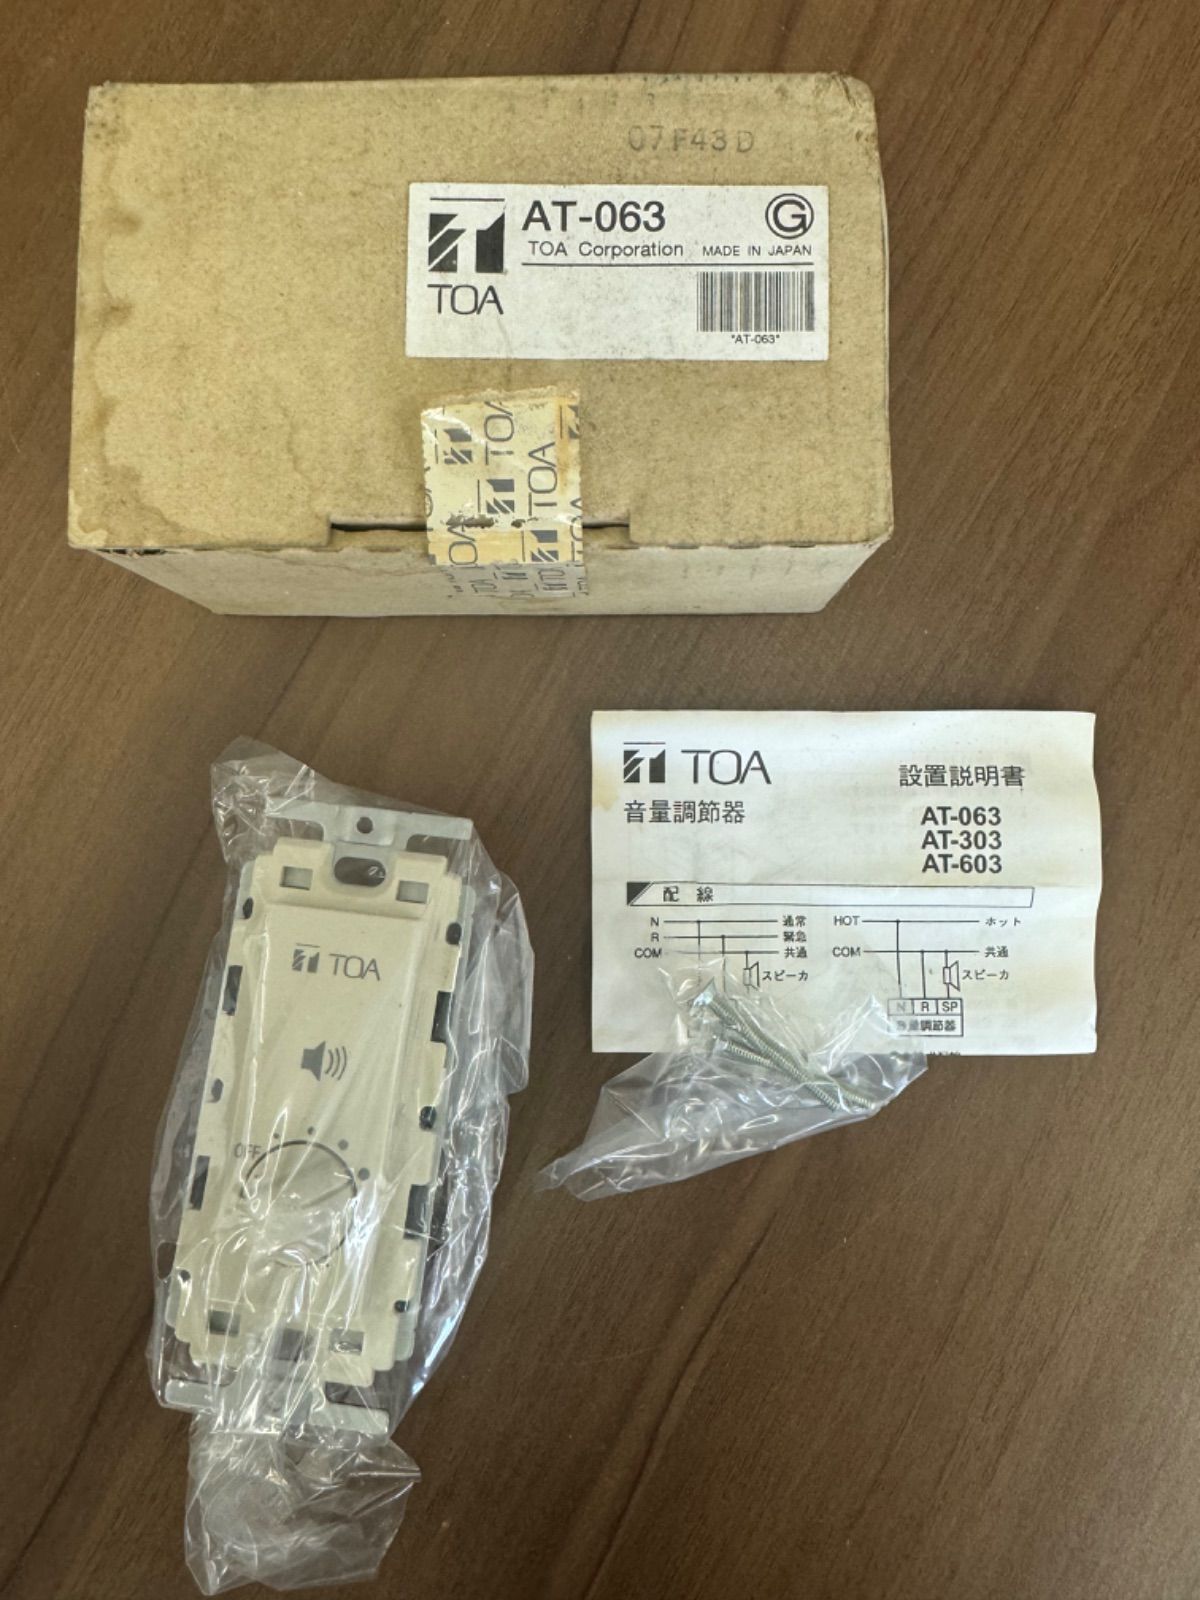 07F43D
AT-063
G
TOA Corporation MADE IN JAPAN
TOA
"AT-063"
TOA
TOA
TOA
TOA 設置説明書
音量調節器
AT-063
AT-303
AT-603
配線
N 通常
R 緊急
COM 共通
スピーカ
HOT ホット
COM 共通
スピーカ
N R SP
音量調節器
TOA
OFF